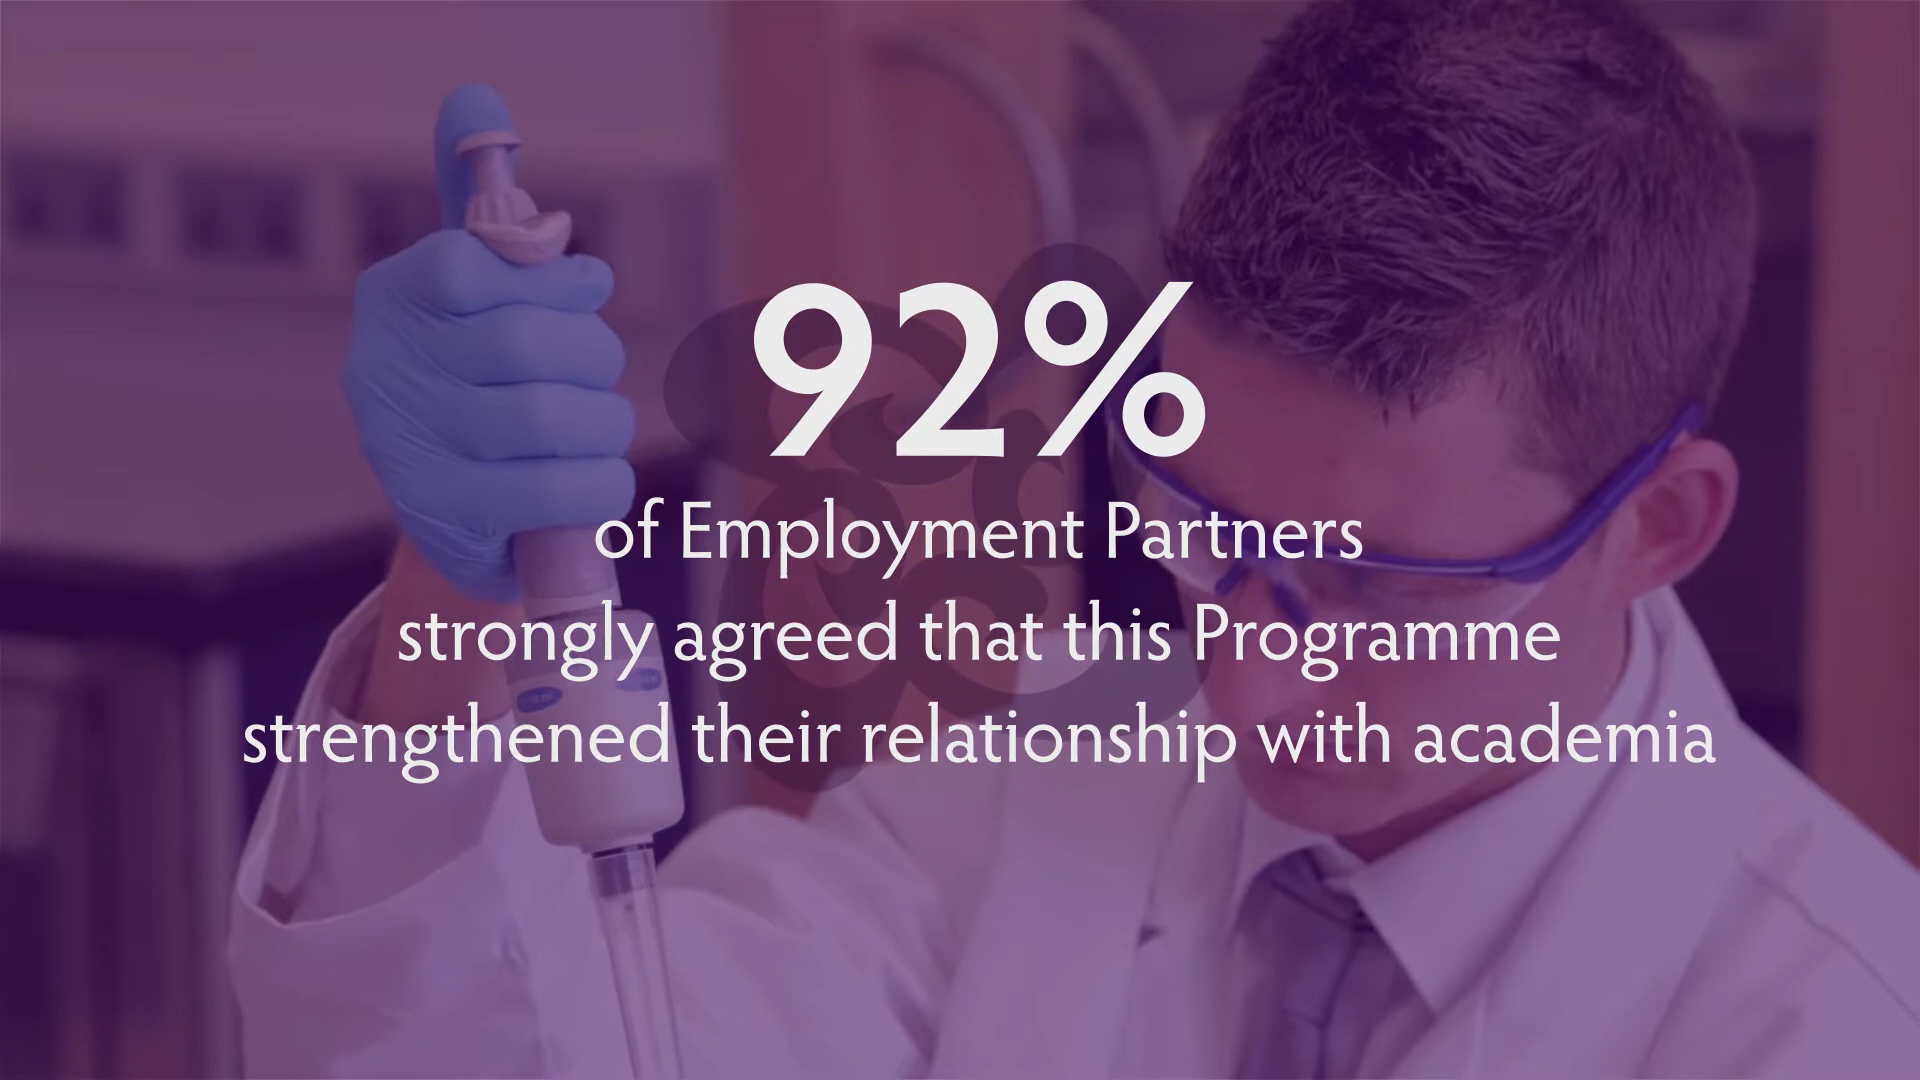 92%
of Employment Partners
strongly agreed that this Programme
strengthened their relationship with academia